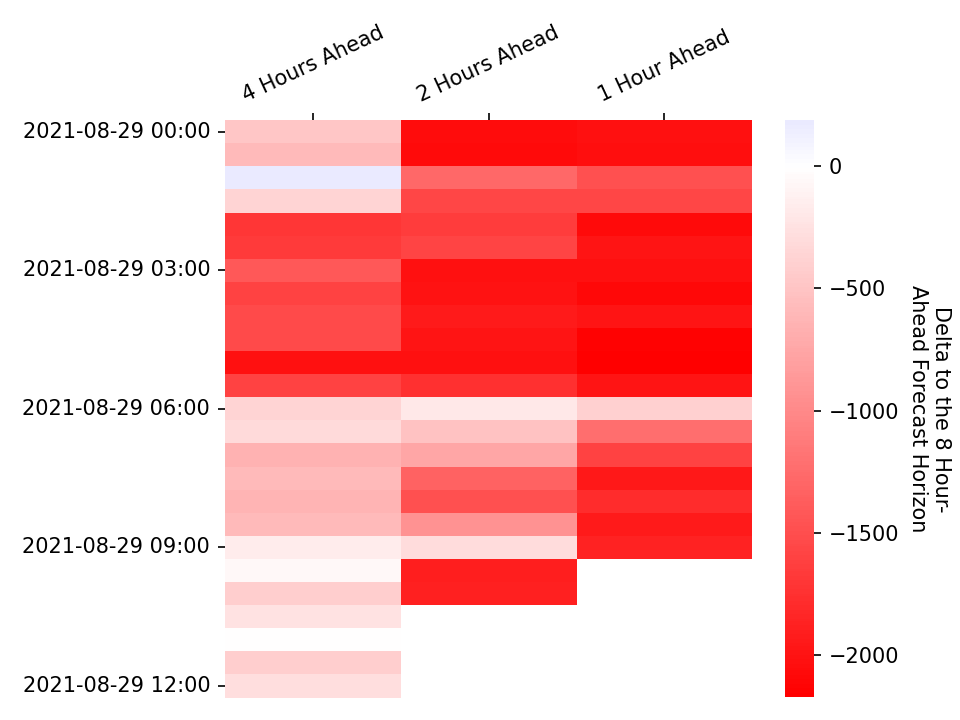 4 Hours Ahead
2 Hours Ahead
1 Hour Ahead
2021-08-29 00:00
2021-08-29 03:00
2021-08-29 06:00
2021-08-29 09:00
2021-08-29 12:00
0
−500
−1000
−1500
−2000
Delta to the 8 Hour-
Ahead Forecast Horizon